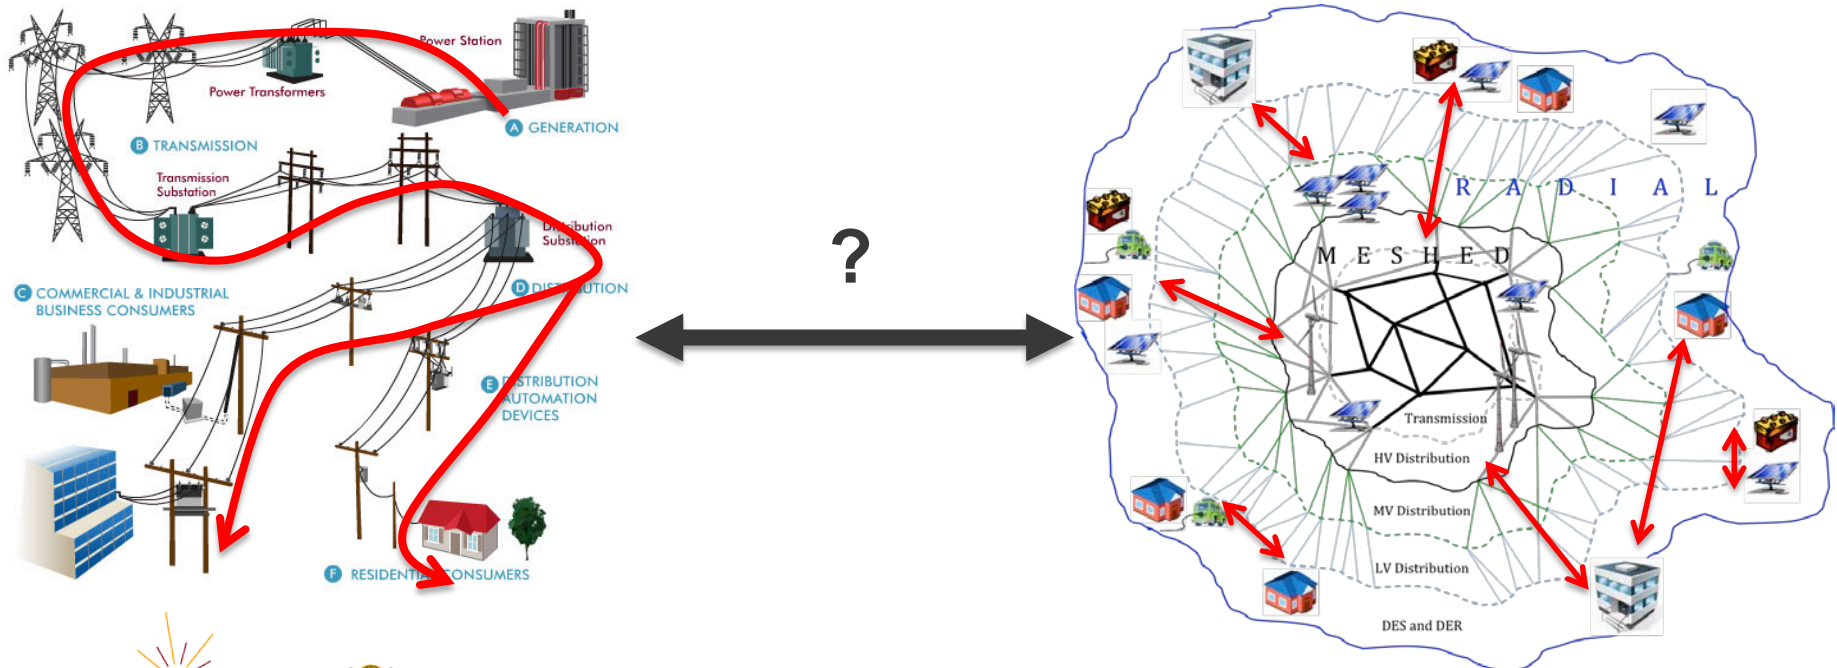 Power Station
Power Transformers
A GENERATION
B TRANSMISSION
Transmission
Substation
Distribution
Substation
C COMMERCIAL & INDUSTRIAL
BUSINESS CONSUMERS
D DISTRIBUTION
E DISTRIBUTION
AUTOMATION
DEVICES
F RESIDENTIAL CONSUMERS
?
R A D I A L
M E S H E D
Transmission
HV Distribution
MV Distribution
LV Distribution
DES and DER